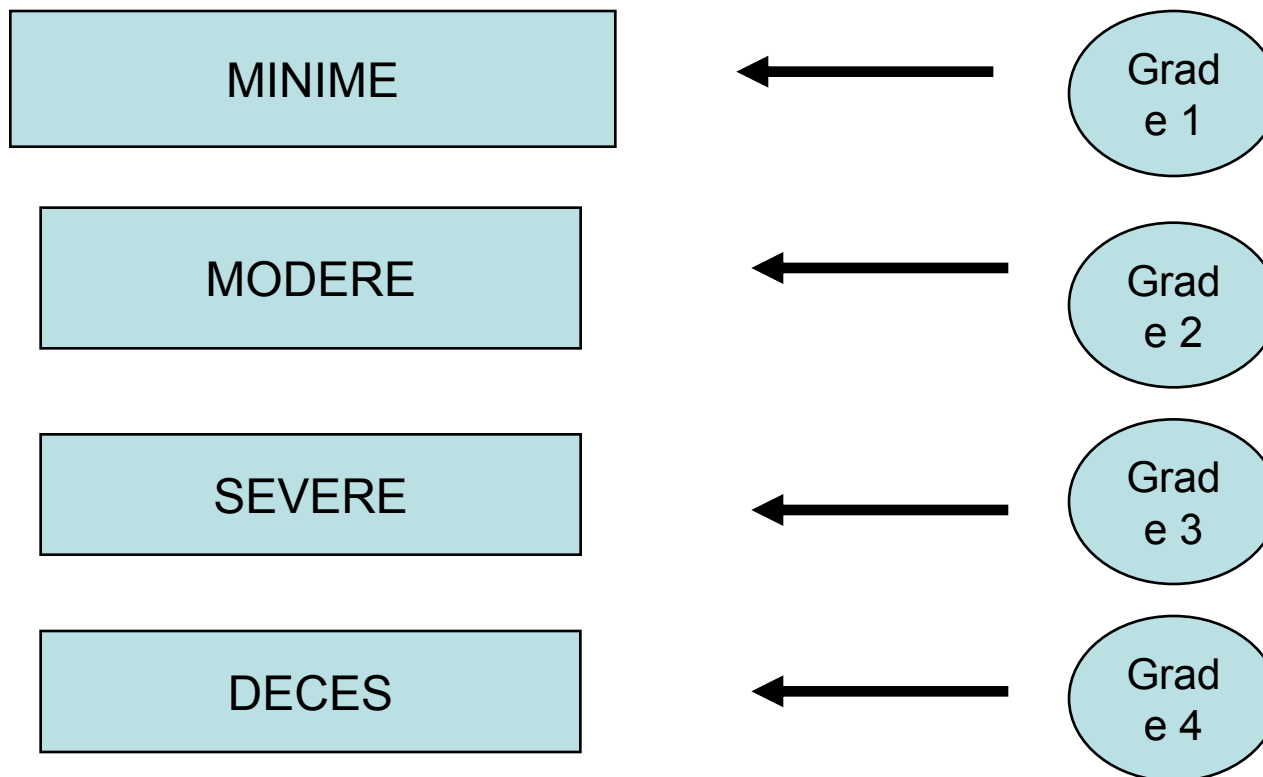 MINIME
Grad
e 1
MODERE
Grad
e 2
SEVERE
Grad
e 3
DECES
Grad
e 4